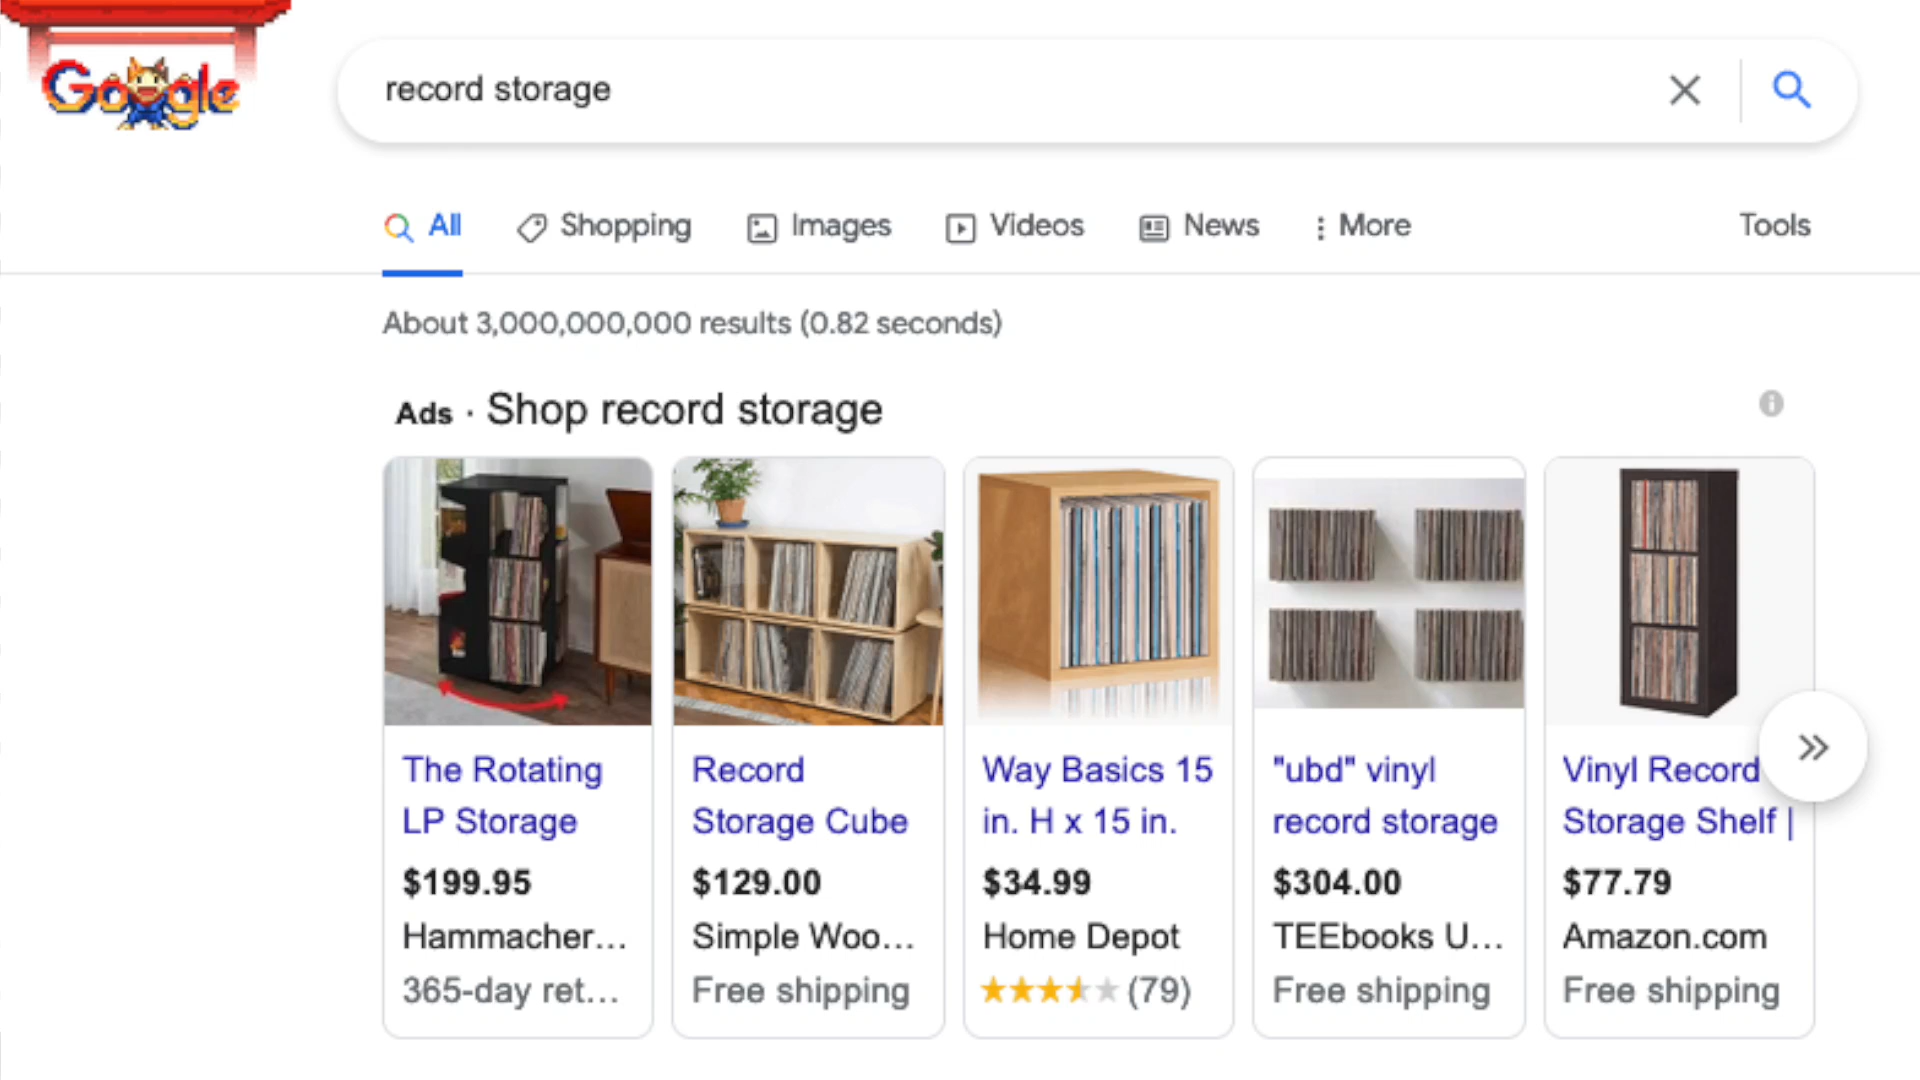 Google
record storage
All
Shopping
Images
Videos
News
More
Tools
About 3,000,000,000 results (0.82 seconds)
Ads · Shop record storage
The Rotating
LP Storage
$199.95
Hammacher...
365-day ret...
Record
Storage Cube
$129.00
Simple Woo...
Free shipping
Way Basics 15
in. H x 15 in.
$34.99
Home Depot
(79)
"ubd" vinyl
record storage
$304.00
TEEbooks U...
Free shipping
Vinyl Record
Storage Shelf |
$77.79
Amazon.com
Free shipping